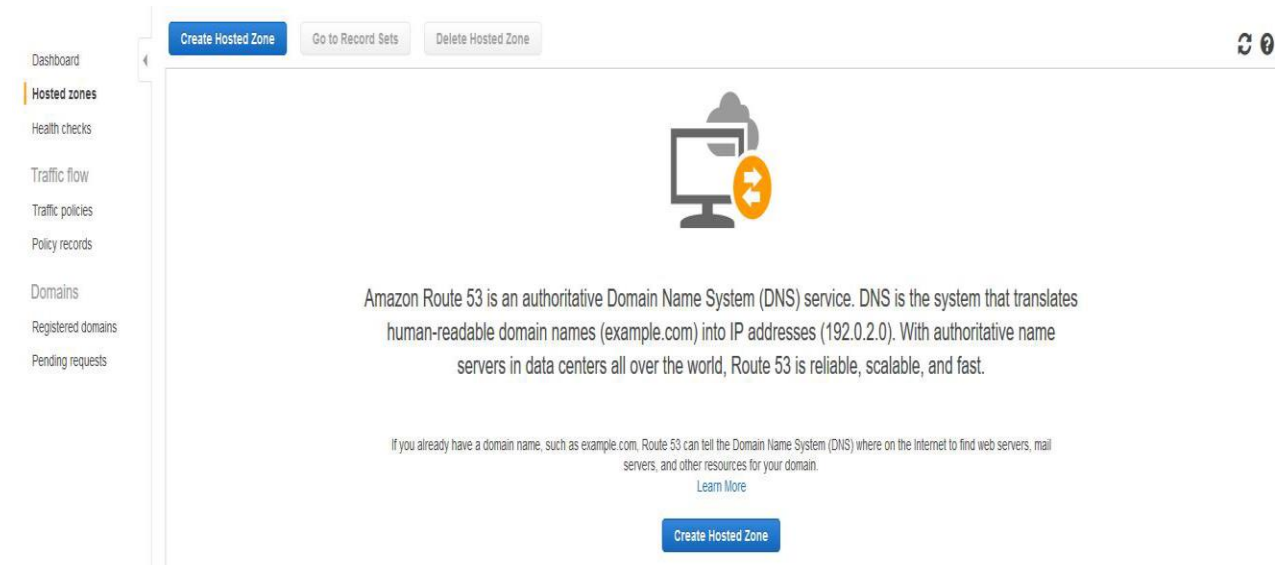 Create Hosted Zone
Go to Record Sets
Delete Hosted Zone
Dashboard
Hosted zones
Health checks
Traffic flow
Traffic policies
Policy records
Domains
Registered domains
Pending requests
Amazon Route 53 is an authoritative Domain Name System (DNS) service. DNS is the system that translates
human-readable domain names (example.com) into IP addresses (192.0.2.0). With authoritative name
servers in data centers all over the world, Route 53 is reliable, scalable, and fast.
If you already have a domain name, such as example.com, Route 53 can tell the Domain Name System (DNS) where on the Internet to find web servers, mail
servers, and other resources for your domain.
Learn More
Create Hosted Zone